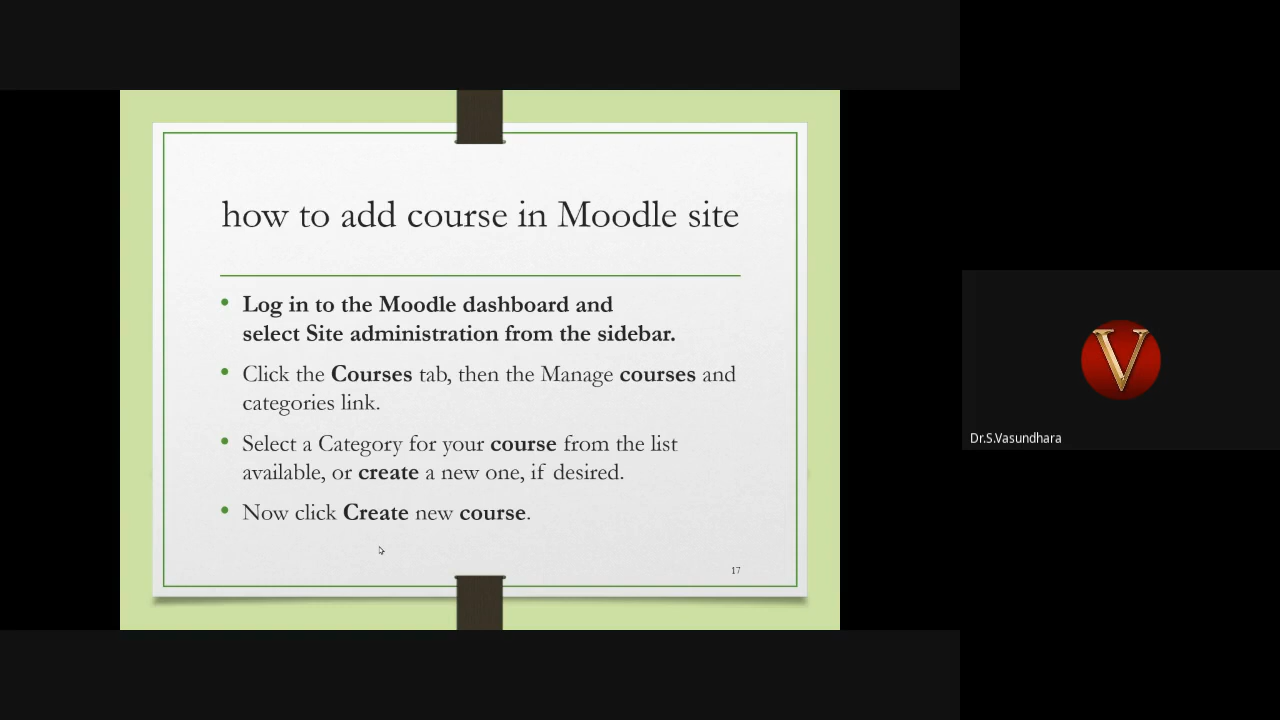 how to add course in Moodle site
• Log in to the Moodle dashboard and
select Site administration from the sidebar.
• Click the Courses tab, then the Manage courses and
categories link.
• Select a Category for your course from the list
available, or create a new one, if desired.
• Now click Create new course.
17
V
Dr.S.Vasundhara